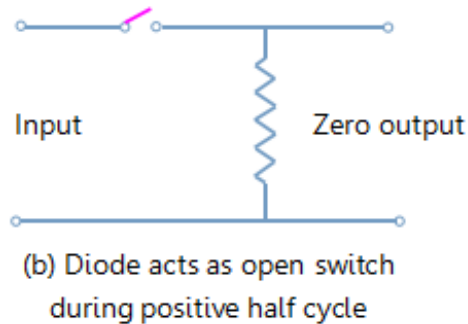 Input
Zero output
(b) Diode acts as open switch
during positive half cycle